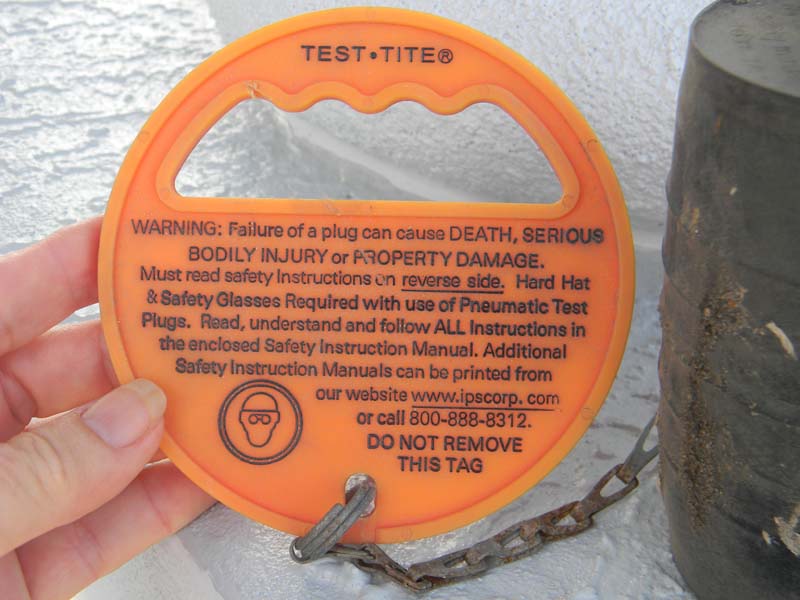 TEST•TITE®
WARNING: Failure of a plug can cause DEATH, SERIOUS
BODILY INJURY or PROPERTY DAMAGE.
Must read safety Instructions on reverse side. Hard Hat
& Safety Glasses Required with use of Pneumatic Test
Plugs. Read, understand and follow ALL Instructions in
the enclosed Safety Instruction Manual. Additional
Safety Instruction Manuals can be printed from
our website www.ipscorp.com
or call 800-888-8312.
DO NOT REMOVE
THIS TAG